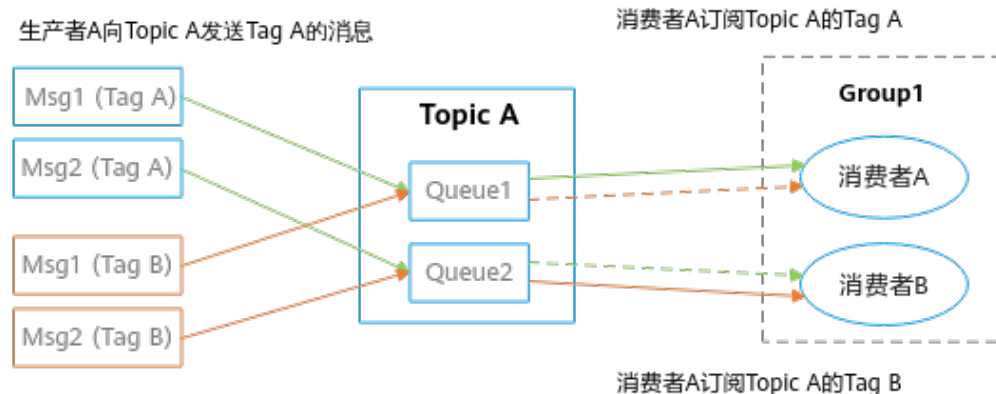 生产者A向Topic A发送Tag A的消息
消费者A订阅Topic A的Tag A
Msg1 (Tag A)
Msg2 (Tag A)
Msg1 (Tag B)
Msg2 (Tag B)
Topic A
Queue1
Queue2
Group1
消费者A
消费者B
消费者A订阅Topic A的Tag B